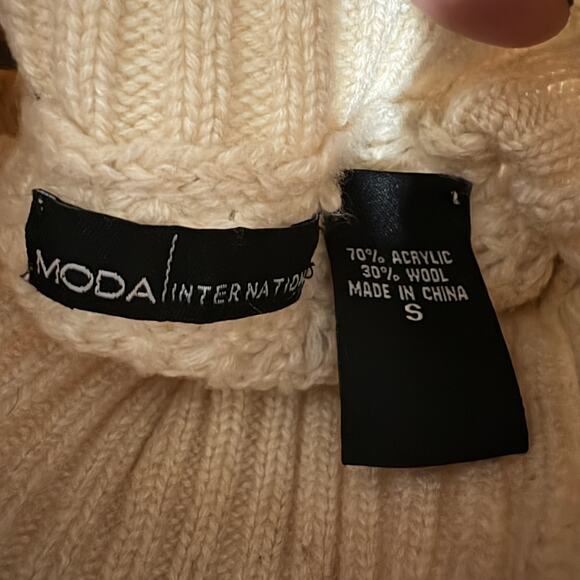 MODA INTERNATIONAL
70% ACRYLIC
30% WOOL
MADE IN CHINA
S